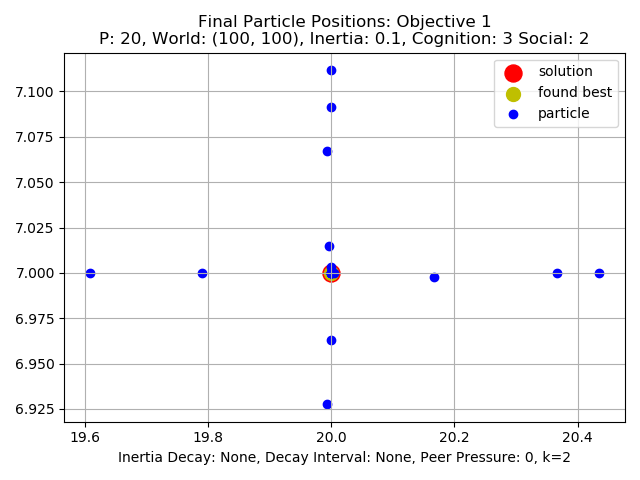 Final Particle Positions: Objective 1
P: 20, World: (100, 100), Inertia: 0.1, Cognition: 3 Social: 2
solution
found best
particle
7.100
7.075
7.050
7.025
7.000
6.975
6.950
6.925
19.6 19.8 20.0 20.2 20.4
Inertia Decay: None, Decay Interval: None, Peer Pressure: 0, k=2